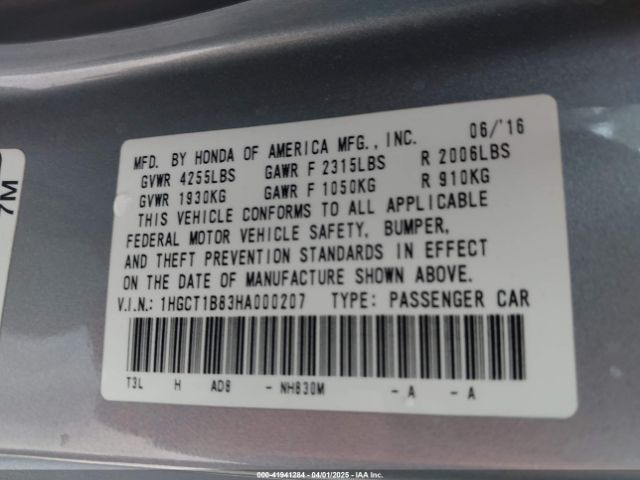 MFD. BY HONDA OF AMERICA MFG., INC. 06/'16
GVWR 4255LBS GAWR F 2315LBS R 2006LBS
GVWR 1930KG GAWR F 1050KG R 910KG
THIS VEHICLE CONFORMS TO ALL APPLICABLE
FEDERAL MOTOR VEHICLE SAFETY, BUMPER,
AND THEFT PREVENTION STANDARDS IN EFFECT
ON THE DATE OF MANUFACTURE SHOWN ABOVE.
V.I.N.: 1HGCT1B83HA000207 TYPE: PASSENGER CAR
T3L H AD8 - NH830M - A - A
7M
000-41941284 - 04/01/2025 - IAA Inc.